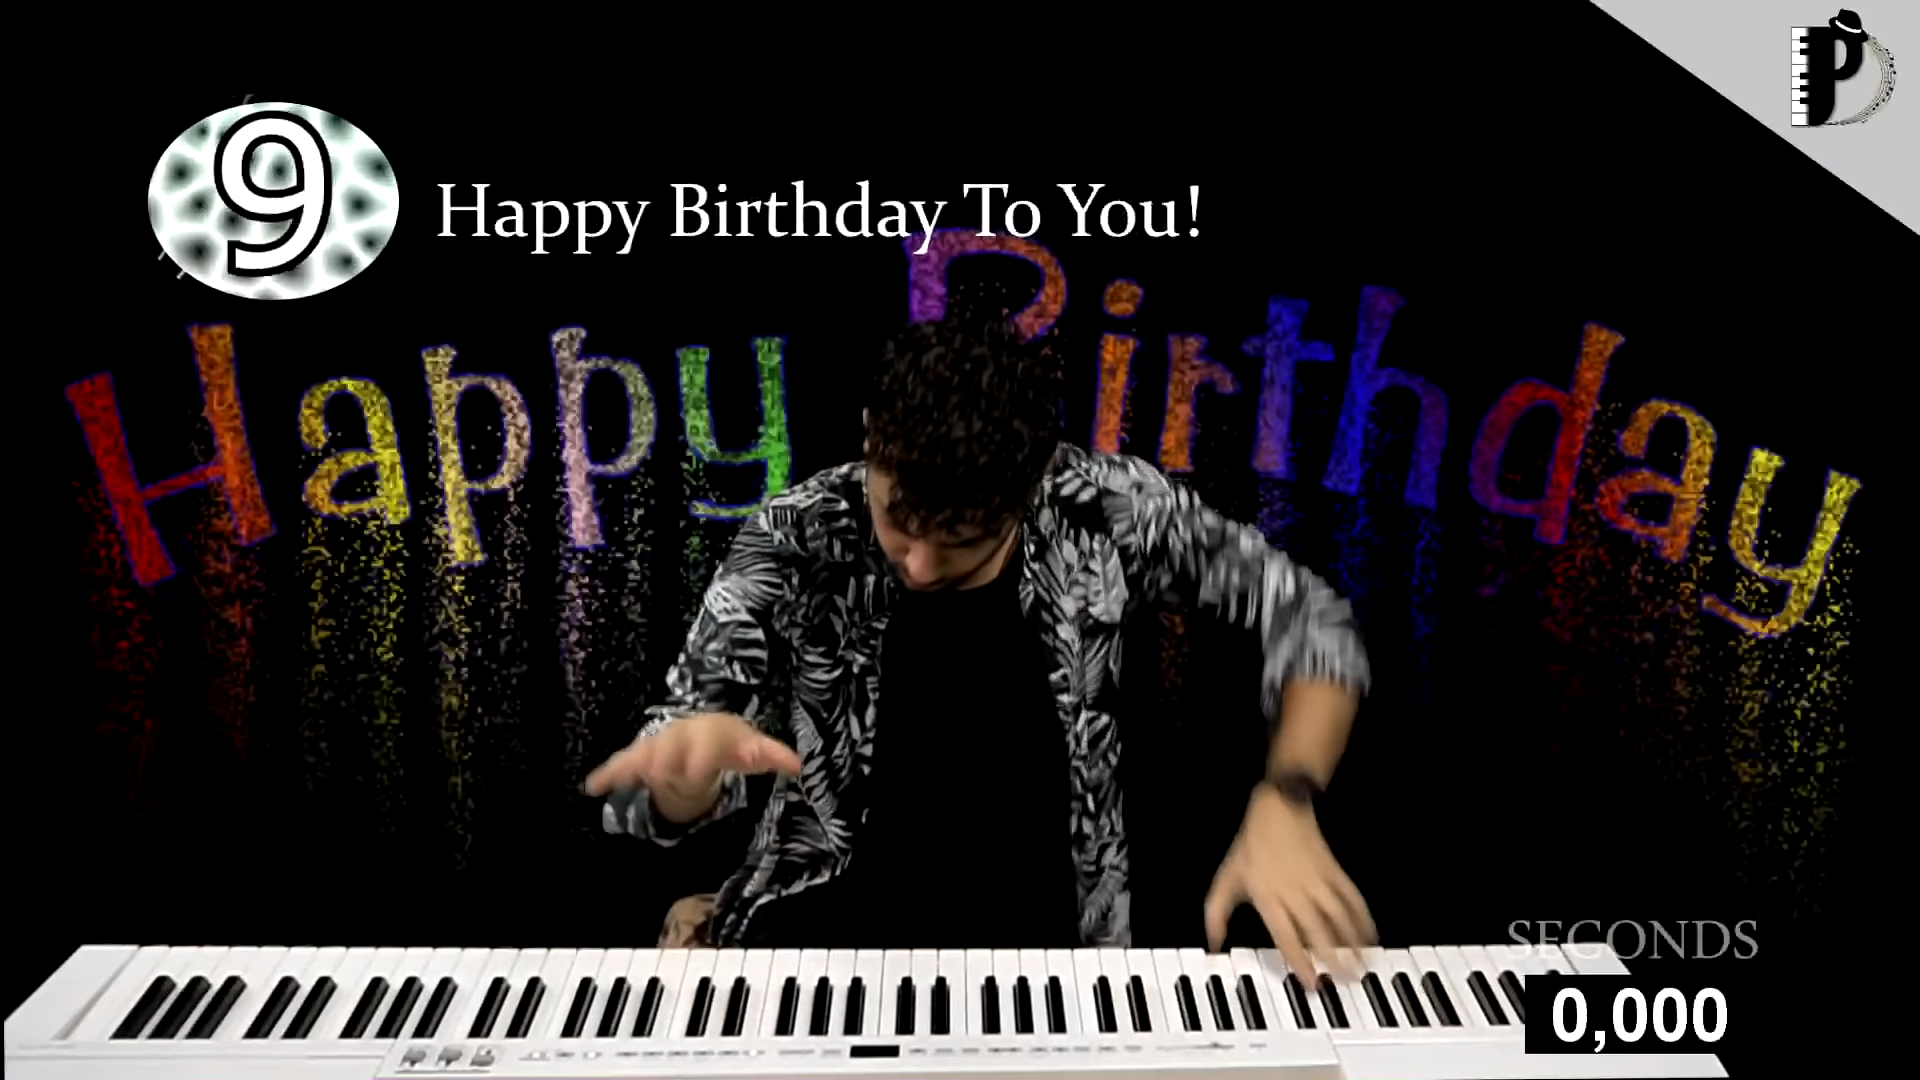 9 Happy Birthday To You!
Happy Birthday
SECONDS
0,000
P